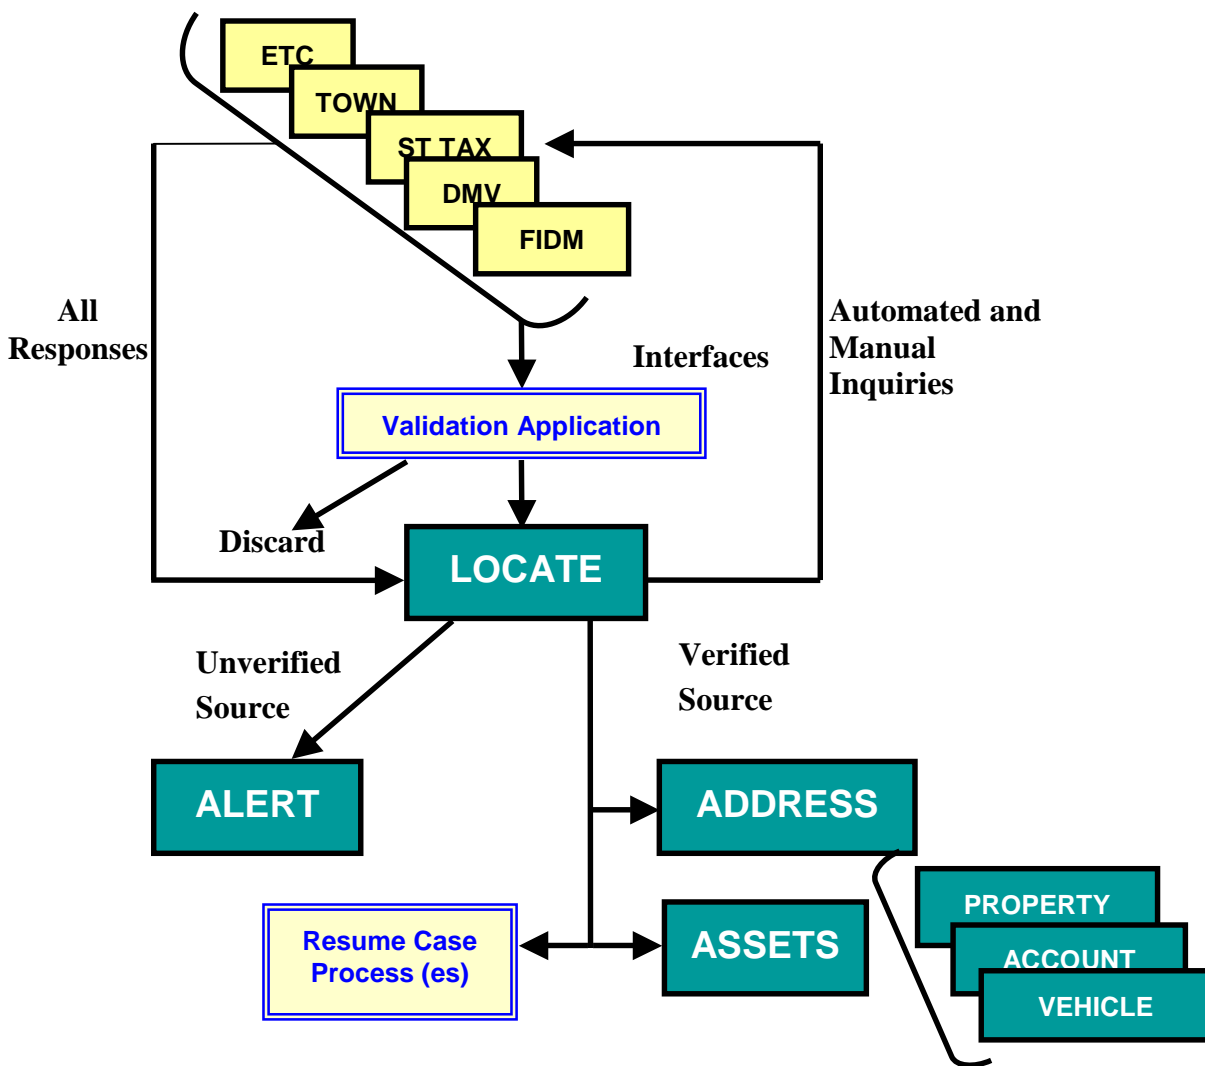 ETC
TOWN
ST TAX
DMV
FIDM
All
Responses
Interfaces
Automated and
Manual
Inquiries
Validation Application
Discard
LOCATE
Unverified
Source
Verified
Source
ALERT
ADDRESS
PROPERTY
ACCOUNT
VEHICLE
Resume Case
Process (es)
ASSETS